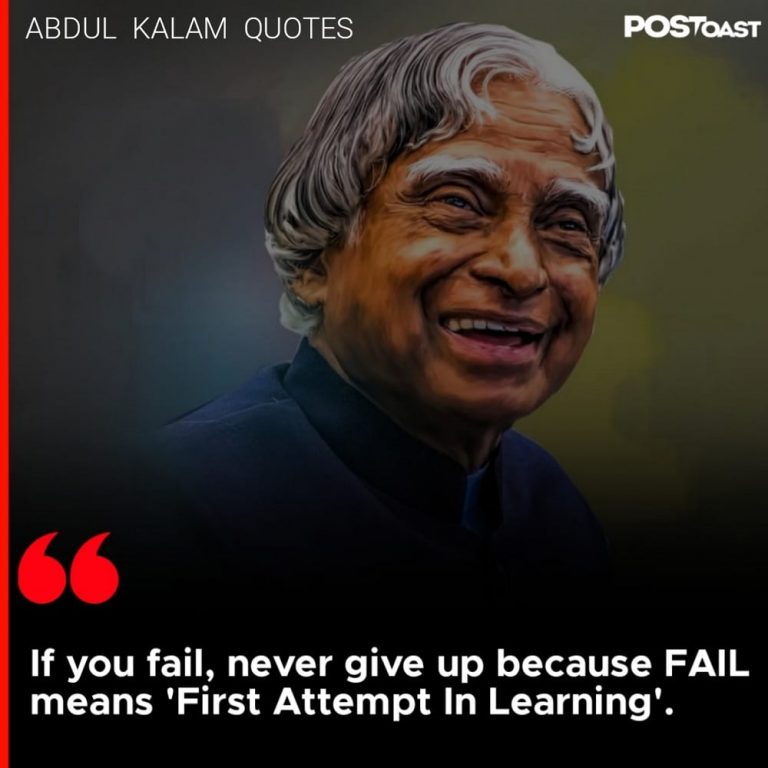 ABDUL KALAM QUOTES
POSTOAST
If you fail, never give up because FAIL
means 'First Attempt In Learning'.